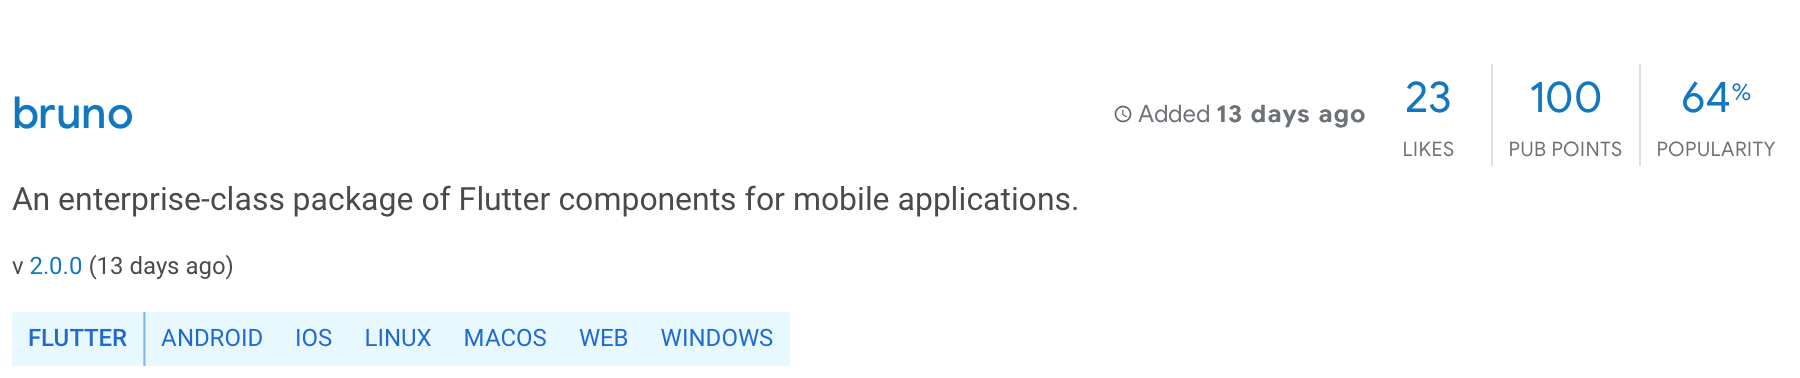 bruno
Added 13 days ago
23
LIKES
100
PUB POINTS
64%
POPULARITY
An enterprise-class package of Flutter components for mobile applications.
v 2.0.0 (13 days ago)
FLUTTER ANDROID IOS LINUX MACOS WEB WINDOWS